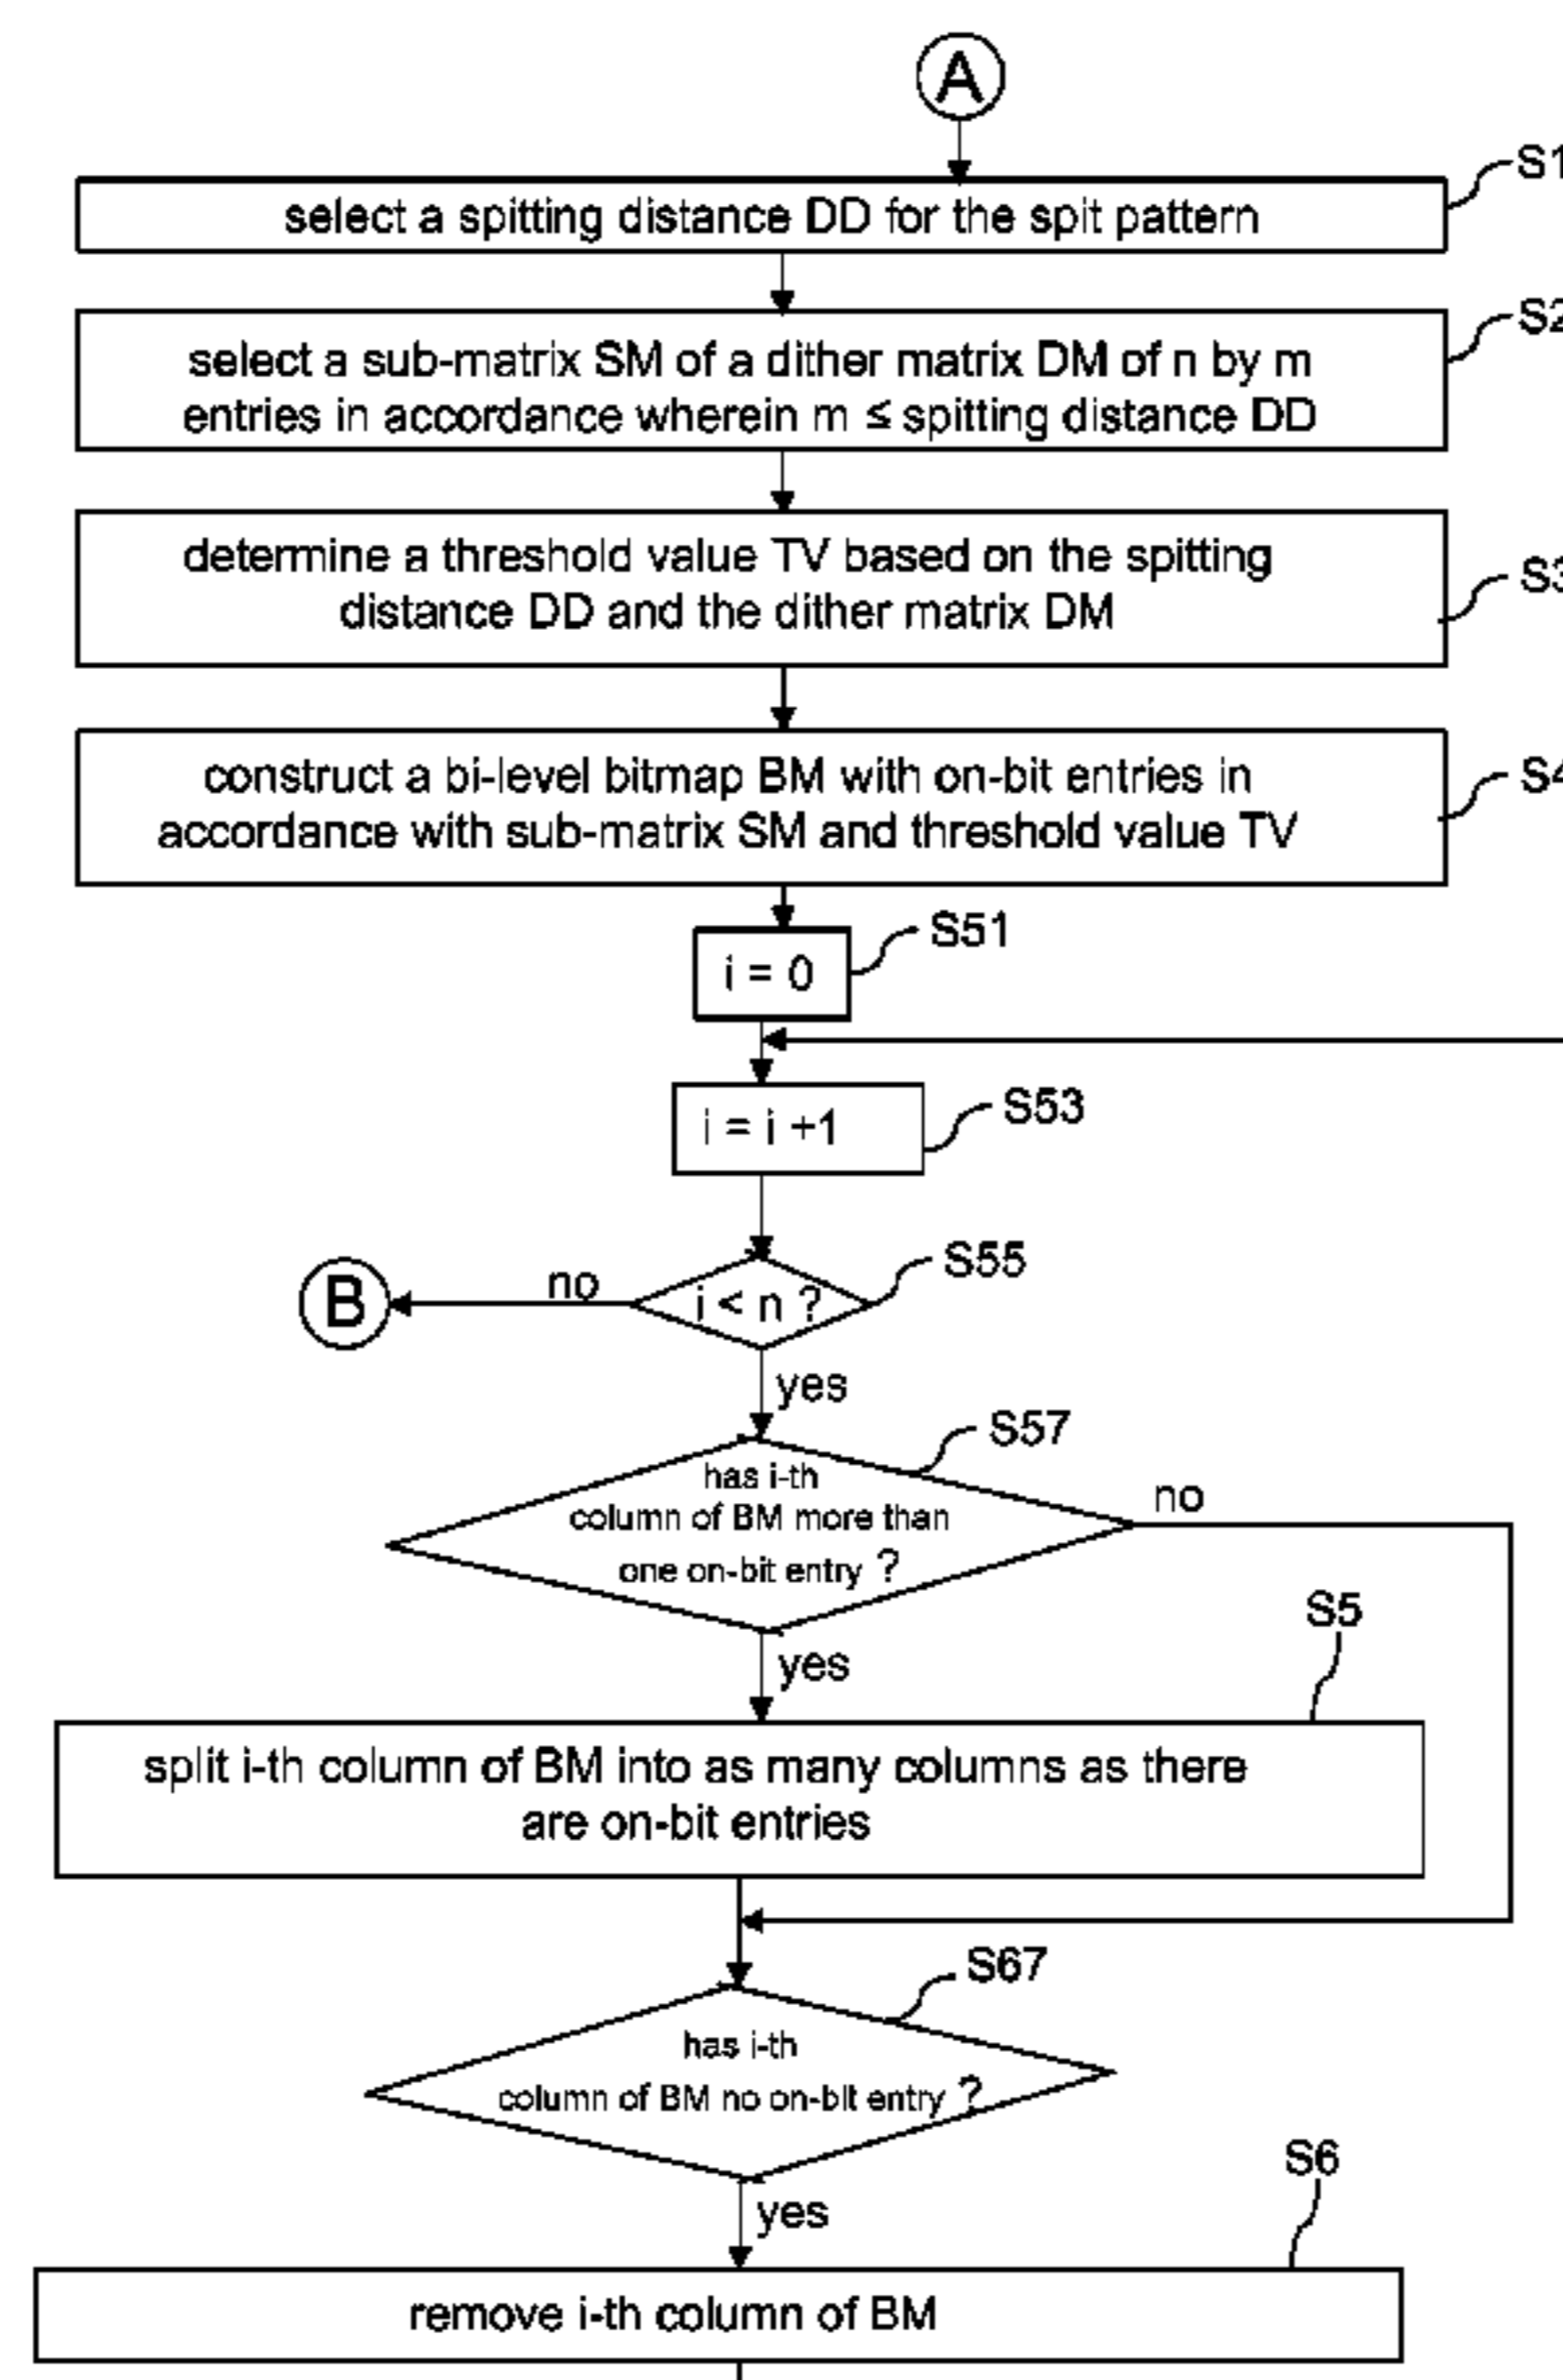 A
S1
select a spitting distance DD for the spit pattern
S2
select a sub-matrix SM of a dither matrix DM of n by m
entries in accordance wherein m ≤ spitting distance DD
S3
determine a threshold value TV based on the spitting
distance DD and the dither matrix DM
S4
construct a bi-level bitmap BM with on-bit entries in
accordance with sub-matrix SM and threshold value TV
S51
i = 0
S53
i = i +1
S55
B
no
i < n ?
yes
S57
has i-th
column of BM more than
one on-bit entry ?
no
S5
yes
split i-th column of BM into as many columns as there
are on-bit entries
S67
has i-th
column of BM no on-bit entry ?
S6
yes
remove i-th column of BM